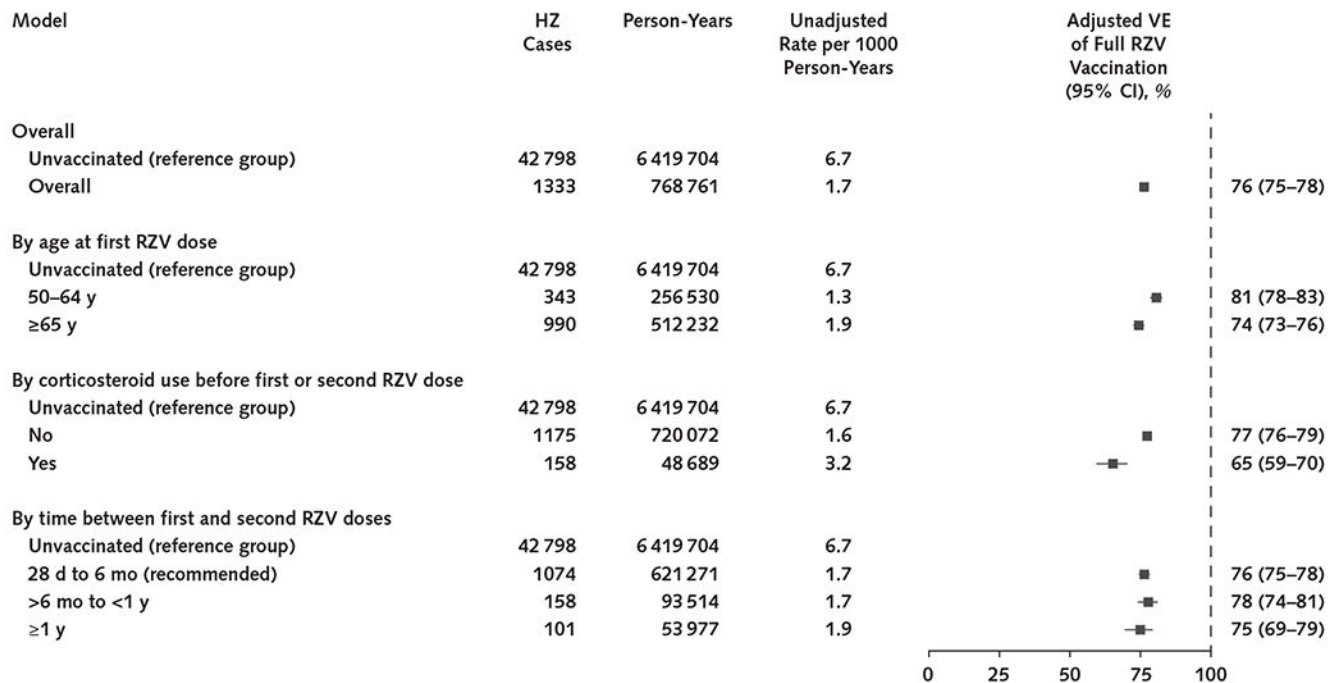 Model HZ Cases Person-Years Unadjusted Rate per 1000 Person-Years Adjusted VE of Full RZV Vaccination (95% CI), %
Overall
Unvaccinated (reference group) 42 798 6 419 704 6.7
Overall 1333 768 761 1.7 76 (75–78)
By age at first RZV dose
Unvaccinated (reference group) 42 798 6 419 704 6.7
50–64 y 343 256 530 1.3 81 (78–83)
≥65 y 990 512 232 1.9 74 (73–76)
By corticosteroid use before first or second RZV dose
Unvaccinated (reference group) 42 798 6 419 704 6.7
No 1175 720 072 1.6 77 (76–79)
Yes 158 48 689 3.2 65 (59–70)
By time between first and second RZV doses
Unvaccinated (reference group) 42 798 6 419 704 6.7
28 d to 6 mo (recommended) 1074 621 271 1.7 76 (75–78)
>6 mo to <1 y 158 93 514 1.7 78 (74–81)
≥1 y 101 53 977 1.9 75 (69–79)
0 25 50 75 100